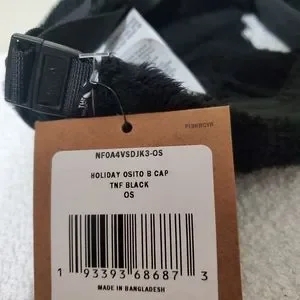 NF0A4VSDJK3-OS
HOLIDAY OSITO B CAP
TNF BLACK
OS
1 93393 68687 3
MADE IN BANGLADESH